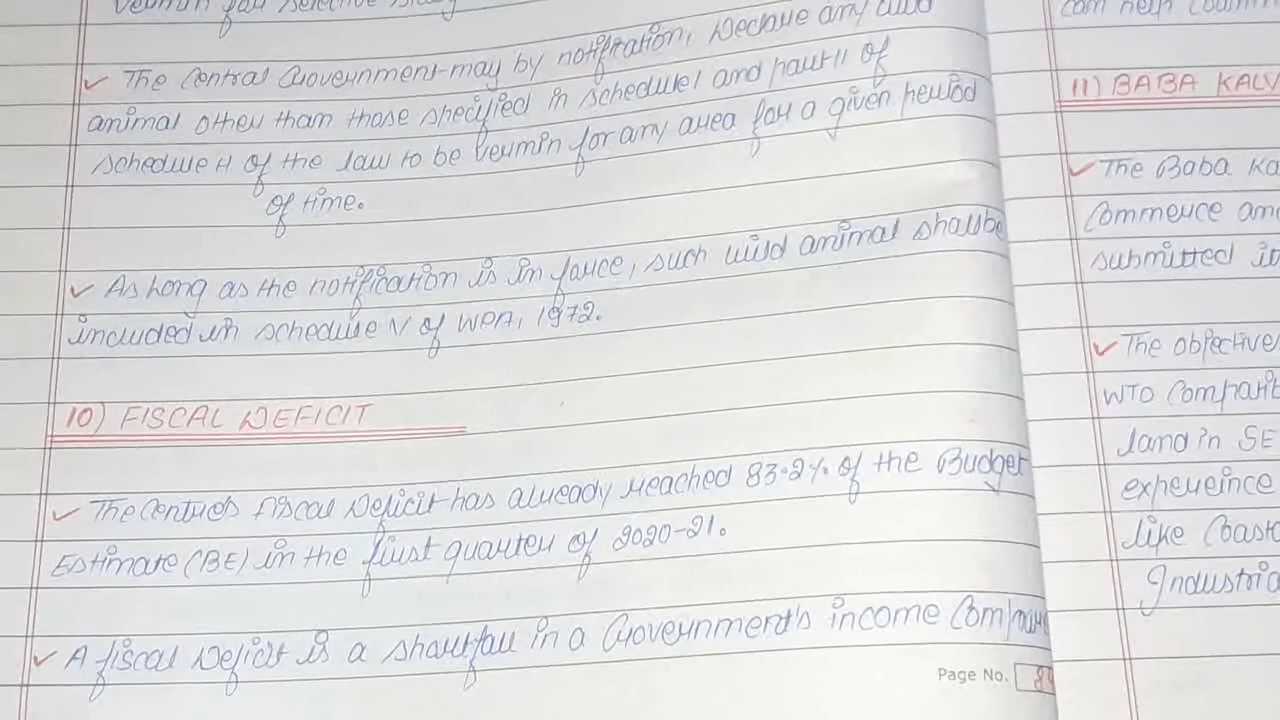 The Central Government may by notification, declare any wild
animal other than those specified in schedule 1 and part 11 of
schedule H of the law to be vermin for any area for a given period
of time.
As long as the notification is in force, such wild animal shall be
included in schedule V of WPA, 1972.
10) FISCAL DEFICIT
The Centre's Fiscal Deficit has already reached 83.2% of the Budget
Estimate (BE) in the first quarter of 2020-21.
A fiscal Deficit is a shortfall in a Government's income
Page No.
can help
11) BABA KALY
The Baba Ka
Commerce and
submitted it
The objective
WTO Compatib
land in SE
experience
like Coasta
Industria